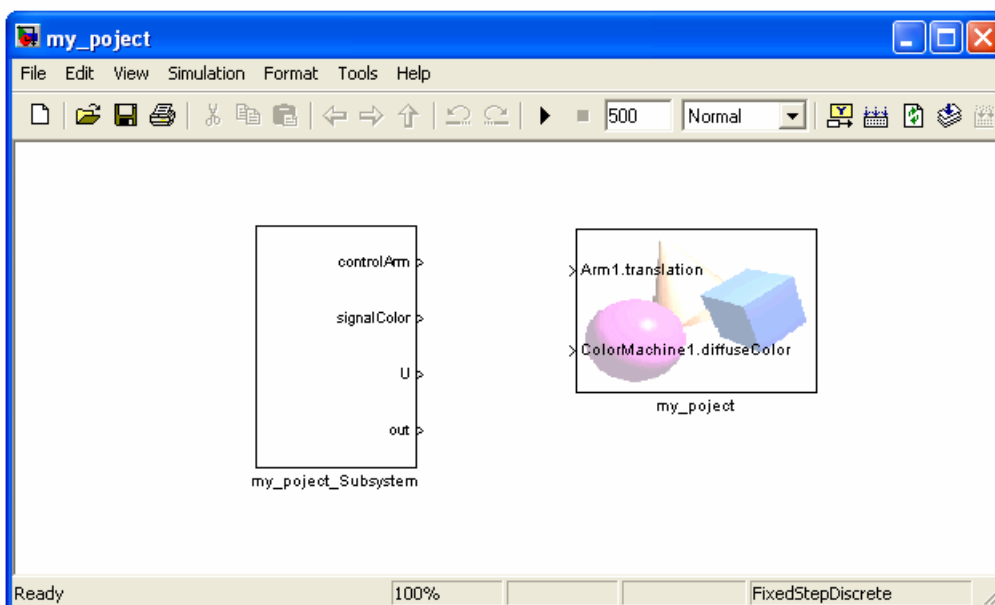 my_poject
File Edit View Simulation Format Tools Help
500 Normal
controlArm
signalColor
U
out
my_poject_Subsystem
Arm1.translation
ColorMachine1.diffuseColor
my_poject
Ready 100% FixedStepDiscrete